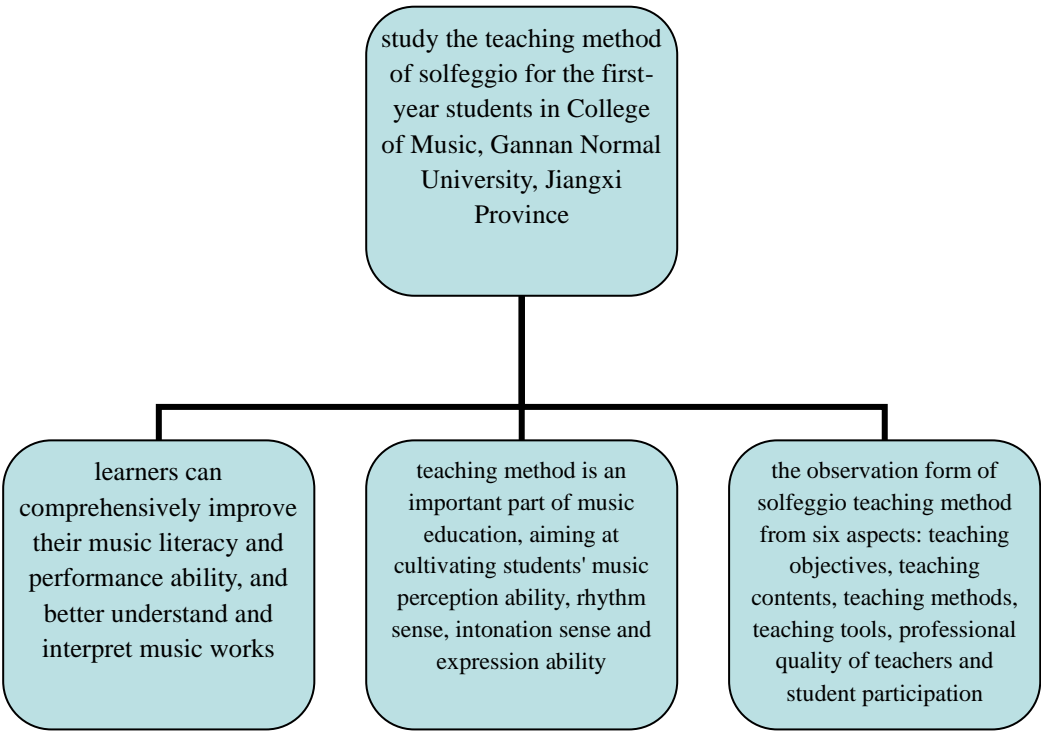 study the teaching method
of solfeggio for the first-
year students in College
of Music, Gannan Normal
University, Jiangxi
Province
learners can
comprehensively improve
their music literacy and
performance ability, and
better understand and
interpret music works
teaching method is an
important part of music
education, aiming at
cultivating students' music
perception ability, rhythm
sense, intonation sense and
expression ability
the observation form of
solfeggio teaching method
from six aspects: teaching
objectives, teaching
contents, teaching methods,
teaching tools, professional
quality of teachers and
student participation